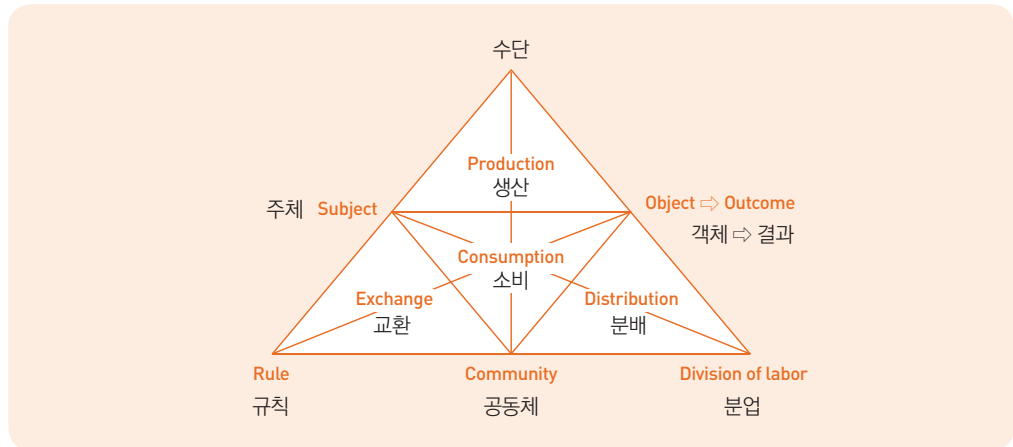 수단
Production
생산
주체 Subject
Object ⇨ Outcome
객체 ⇨ 결과
Consumption
소비
Exchange
교환
Distribution
분배
Rule
규칙
Community
공동체
Division of labor
분업